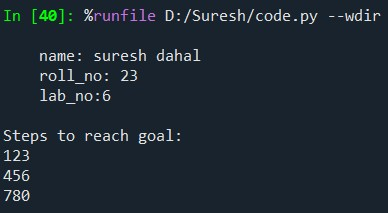 In [40]: %runfile D:/Suresh/code.py --wdir
name: suresh dahal
roll_no: 23
lab_no:6
Steps to reach goal:
123
456
780